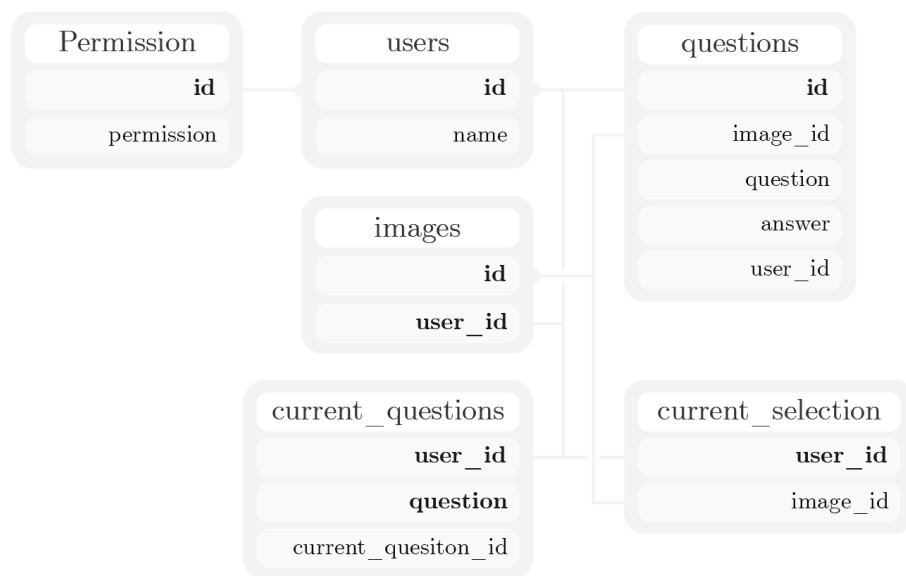 Permission
id
permission
users
id
name
questions
id
image_id
question
answer
user_id
images
id
user_id
current_questions
user_id
question
current_quesiton_id
current_selection
user_id
image_id